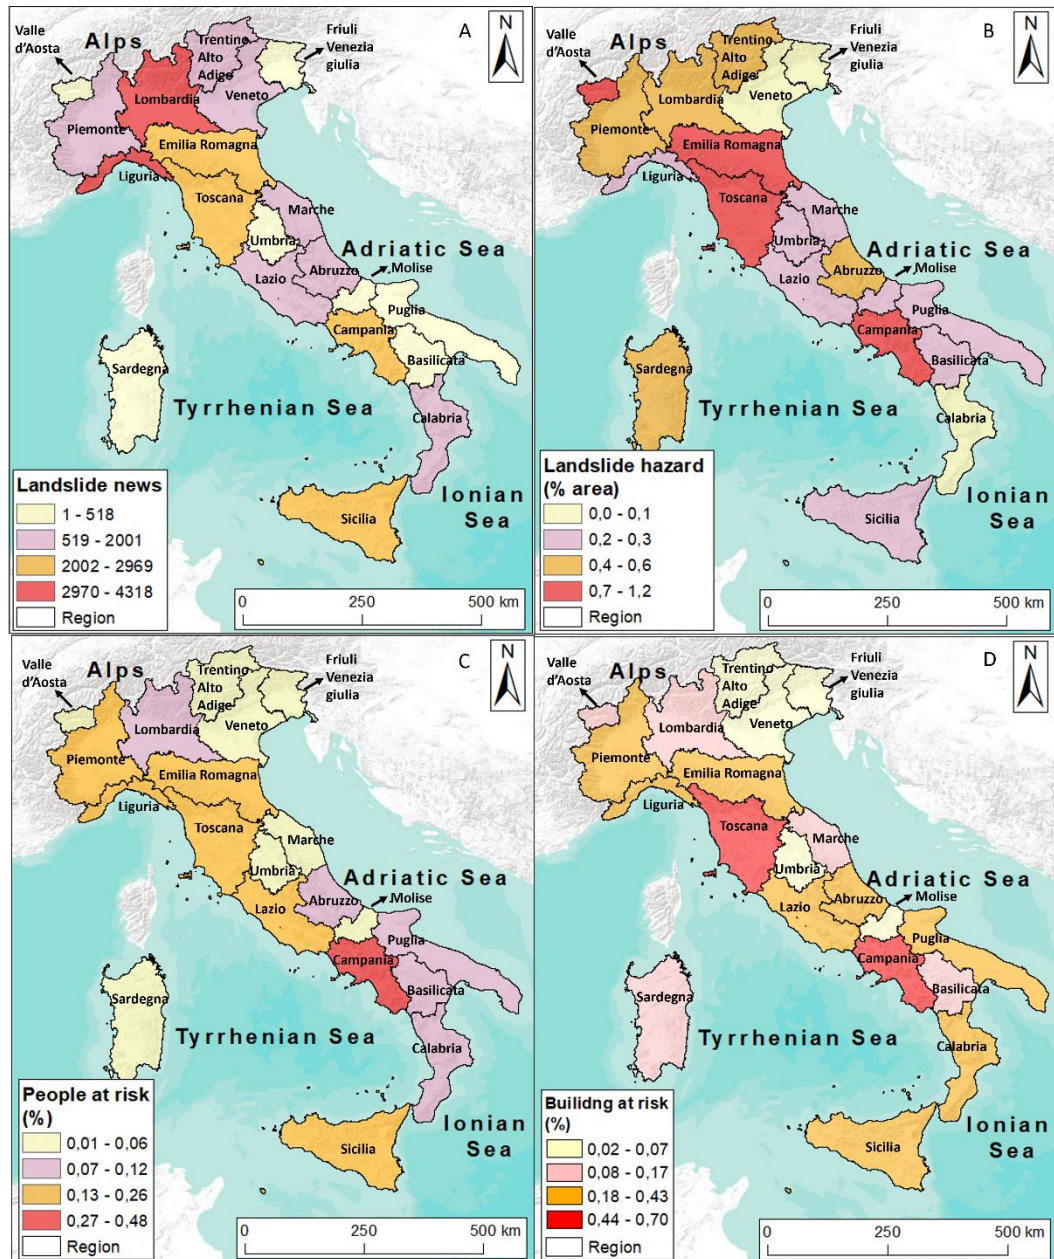 A
N
Valle
d'Aosta
Alps
Trentino
Alto
Adige
Friuli
Venezia
giulia
Lombardia
Veneto
Piemonte
Emilia Romagna
Liguria
Toscana
Marche
Umbria
Adriatic Sea
Lazio
Abruzzo
Molise
Puglia
Campania
Basilicata
Sardegna
Tyrrhenian Sea
Calabria
Ionian
Sea
Sicilia
Landslide news
1 - 518
519 - 2001
2002 - 2969
2970 - 4318
Region
0 250 500 km
B
N
Valle
d'Aosta
Alps
Trentino
Alto
Adige
Friuli
Venezia
giulia
Lombardia
Veneto
Piemonte
Emilia Romagna
Liguria
Toscana
Marche
Umbria
Adriatic Sea
Lazio
Abruzzo
Molise
Puglia
Campania
Basilicata
Sardegna
Tyrrhenian Sea
Calabria
Ionian
Sea
Sicilia
Landslide hazard
(% area)
0,0 - 0,1
0,2 - 0,3
0,4 - 0,6
0,7 - 1,2
Region
0 250 500 km
C
N
Valle
d'Aosta
Alps
Trentino
Alto
Adige
Friuli
Venezia
giulia
Lombardia
Veneto
Piemonte
Emilia Romagna
Liguria
Toscana
Marche
Umbria
Adriatic Sea
Lazio
Abruzzo
Molise
Puglia
Campania
Basilicata
Sardegna
Tyrrhenian Sea
Calabria
Ionian
Sea
Sicilia
People at risk
(%)
0,01 - 0,06
0,07 - 0,12
0,13 - 0,26
0,27 - 0,48
Region
0 250 500 km
D
N
Valle
d'Aosta
Alps
Trentino
Alto
Adige
Friuli
Venezia
giulia
Lombardia
Veneto
Piemonte
Emilia Romagna
Liguria
Toscana
Marche
Umbria
Adriatic Sea
Lazio
Abruzzo
Molise
Puglia
Campania
Basilicata
Sardegna
Tyrrhenian Sea
Calabria
Ionian
Sea
Sicilia
Builidng at risk
(%)
0,02 - 0,07
0,08 - 0,17
0,18 - 0,43
0,44 - 0,70
Region
0 250 500 km